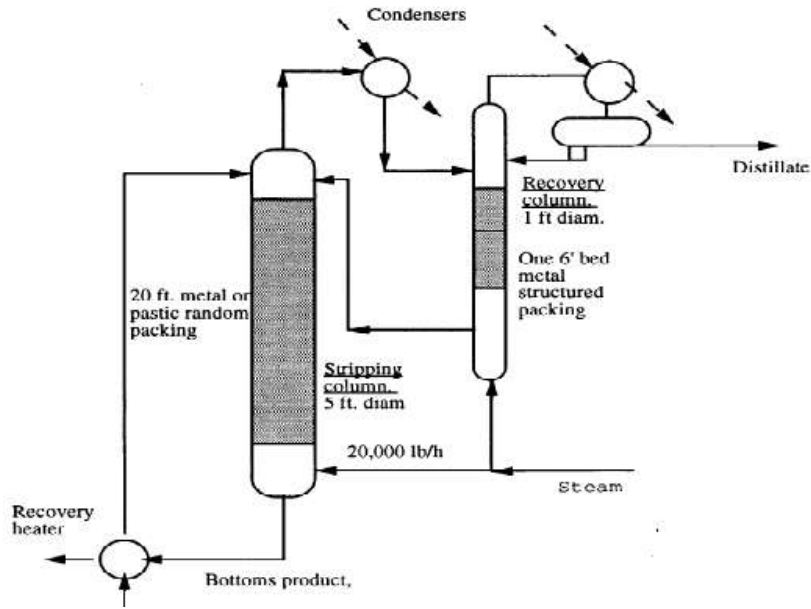 Condensers
Distillate
Recovery
column,
1 ft diam.
One 6' bed
metal
structured
packing
20 ft. metal or
pastic random
packing
Stripping
column,
5 ft. diam
20,000 lb/h
Steam
Recovery
heater
Bottoms product,